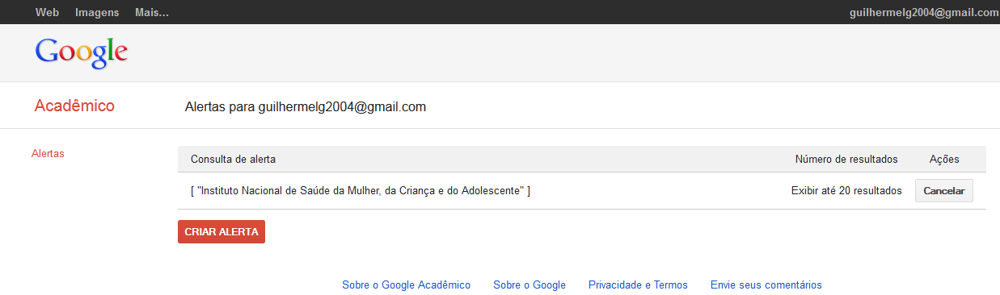 Web Imagens Mais... guilhermelg2004@gmail.com
Google
Acadêmico Alertas para guilhermelg2004@gmail.com
Alertas
Consulta de alerta Número de resultados Ações
[ "Instituto Nacional de Saúde da Mulher, da Criança e do Adolescente" ] Exibir até 20 resultados Cancelar
CRIAR ALERTA
Sobre o Google Acadêmico Sobre o Google Privacidade e Termos Envie seus comentários